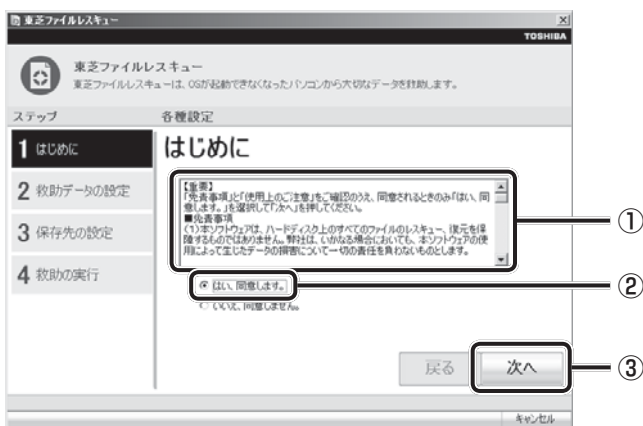 東芝ファイルレスキュー
TOSHIBA
東芝ファイルレスキュー
東芝ファイルレスキューは、OSが起動できなくなったパソコンから大切なデータを救助します。
ステップ
各種設定
1 はじめに
2 救助データの設定
3 保存先の設定
4 救助の実行
はじめに
【重要】
「免責事項」と「使用上のご注意」をご確認のうえ、同意されるときのみ「はい、同
意します。」を選択して「次へ」を押してください。
■免責事項
(1)本ソフトウェアは、ハードディスク上のすべてのファイルのレスキュー、復元を保
障するものではありません。弊社は、いかなる場合においても、本ソフトウェアの使
用によって生じたデータの損害について一切の責任を負わないものとします。
はい、同意します。
いいえ、同意しません。
戻る
次へ
キャンセル
①
②
③